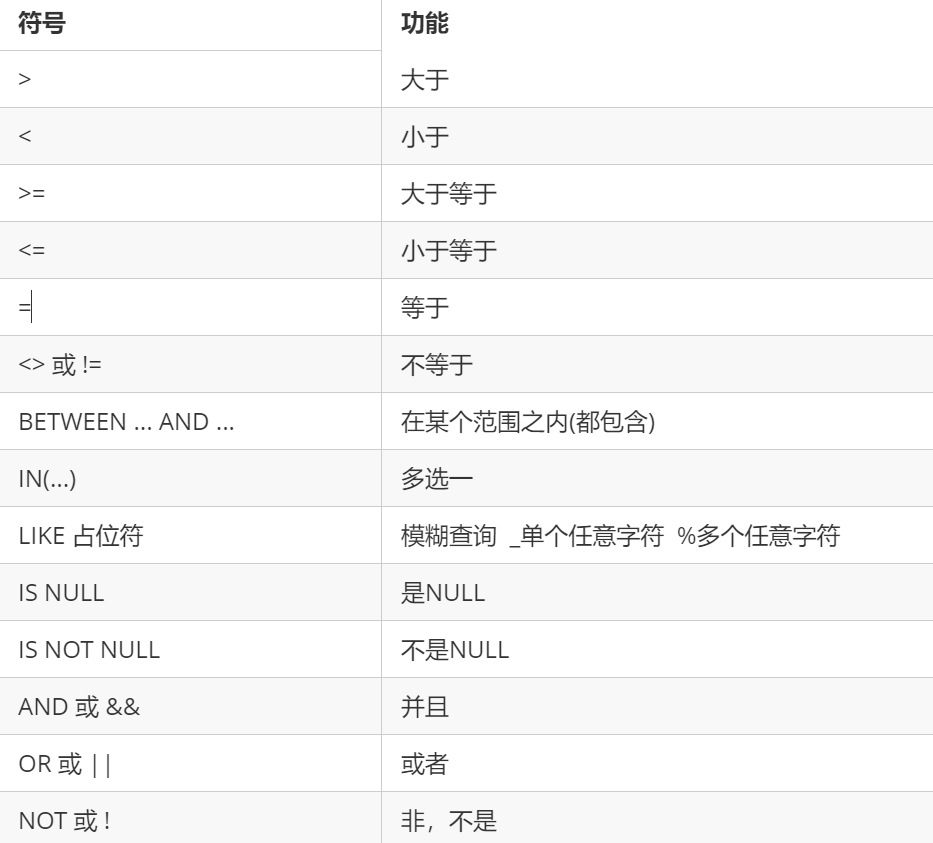 符号 功能
> 大于
< 小于
>= 大于等于
<= 小于等于
= 等于
<> 或 != 不等于
BETWEEN ... AND ... 在某个范围之内(都包含)
IN(...) 多选一
LIKE 占位符 模糊查询 _单个任意字符 %多个任意字符
IS NULL 是NULL
IS NOT NULL 不是NULL
AND 或 && 并且
OR 或 || 或者
NOT 或 ! 非，不是